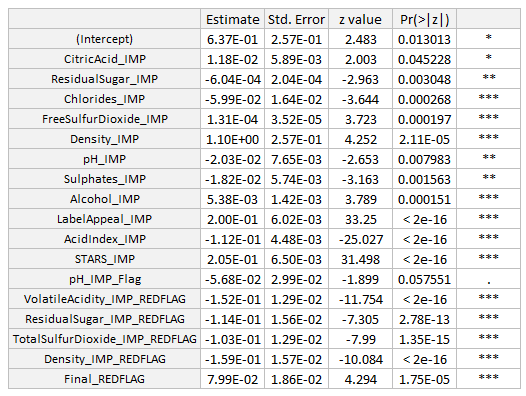 Estimate Std. Error z value Pr(>|z|)
(Intercept) 6.37E-01 2.57E-01 2.483 0.013013 *
CitricAcid_IMP 1.18E-02 5.89E-03 2.003 0.045228 *
ResidualSugar_IMP -6.04E-04 2.04E-04 -2.963 0.003048 **
Chlorides_IMP -5.99E-02 1.64E-02 -3.644 0.000268 ***
FreeSulfurDioxide_IMP 1.31E-04 3.52E-05 3.723 0.000197 ***
Density_IMP 1.10E+00 2.57E-01 4.252 2.11E-05 ***
pH_IMP -2.03E-02 7.65E-03 -2.653 0.007983 **
Sulphates_IMP -1.82E-02 5.74E-03 -3.163 0.001563 **
Alcohol_IMP 5.38E-03 1.42E-03 3.789 0.000151 ***
LabelAppeal_IMP 2.00E-01 6.02E-03 33.25 < 2e-16 ***
AcidIndex_IMP -1.12E-01 4.48E-03 -25.027 < 2e-16 ***
STARS_IMP 2.05E-01 6.50E-03 31.498 < 2e-16 ***
pH_IMP_Flag -5.68E-02 2.99E-02 -1.899 0.057551 .
VolatileAcidity_IMP_REDFLAG -1.52E-01 1.29E-02 -11.754 < 2e-16 ***
ResidualSugar_IMP_REDFLAG -1.14E-01 1.56E-02 -7.305 2.78E-13 ***
TotalSulfurDioxide_IMP_REDFLAG -1.03E-01 1.29E-02 -7.99 1.35E-15 ***
Density_IMP_REDFLAG -1.59E-01 1.57E-02 -10.084 < 2e-16 ***
Final_REDFLAG 7.99E-02 1.86E-02 4.294 1.75E-05 ***